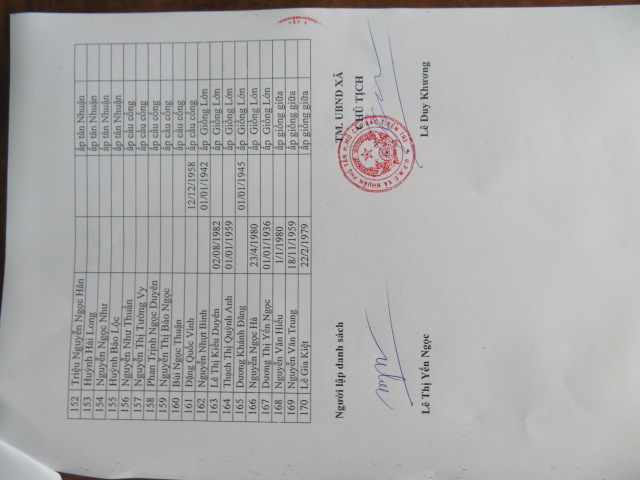 152 Triệu Nguyễn Ngọc Hân ấp tân Nhuận
153 Huỳnh Hải Long ấp tân Nhuận
154 Nguyễn Ngọc Như ấp tân Nhuận
155 Huỳnh Bảo Lộc ấp tân Nhuận
156 Nguyễn Như Thuần ấp cầu cống
157 Nguyễn Thị Tường Vy ấp cầu cống
158 Phan Trịnh Ngọc Duyên ấp cầu cống
159 Nguyễn Thị Bảo Ngọc ấp cầu cống
160 Bùi Ngọc Thuận ấp cầu cống
161 Đặng Quốc Vinh 12/12/1958 ấp cầu cống
162 Nguyễn Nhựt Bình 01/01/1942 ấp Giồng Lớn
163 Lê Thị Kiều Duyên 02/08/1982 ấp Giồng Lớn
164 Thạch Thị Quỳnh Anh 01/01/1959 ấp Giồng Lớn
165 Dương Khánh Đăng 01/01/1945 ấp Giồng Lớn
166 Nguyễn Ngọc Hà 23/4/1980 ấp Giồng Lớn
167 Dương Thị Yến Ngọc 01/01/1936 ấp Giồng Lớn
168 Nguyễn Văn Hiếu 1/1/1980 ấp giồng giữa
169 Nguyễn Văn Trung 18/11/1959 ấp giồng giữa
170 Lê Gia Kiệt 22/2/1979 ấp giồng giữa
Người lập danh sách
TM. UBND XÃ
CHỦ TỊCH
Lê Thị Yến Ngọc
Lê Duy Khương